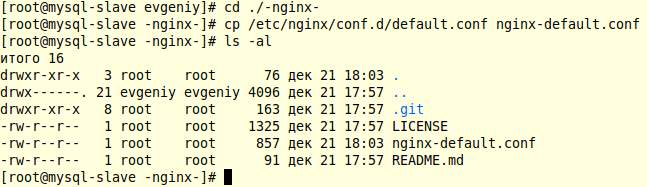 [root@mysql-slave evgeniy]# cd ./-nginx-
[root@mysql-slave -nginx-]# cp /etc/nginx/conf.d/default.conf nginx-default.conf
[root@mysql-slave -nginx-]# ls -al
итого 16
drwxr-xr-x   3 root    root      76 дек 21 18:03 .
drwx------. 21 evgeniy evgeniy 4096 дек 21 17:57 ..
drwxr-xr-x   8 root    root     163 дек 21 17:57 .git
-rw-r--r--   1 root    root    1325 дек 21 17:57 LICENSE
-rw-r--r--   1 root    root     857 дек 21 18:03 nginx-default.conf
-rw-r--r--   1 root    root      91 дек 21 17:57 README.md
[root@mysql-slave -nginx-]#